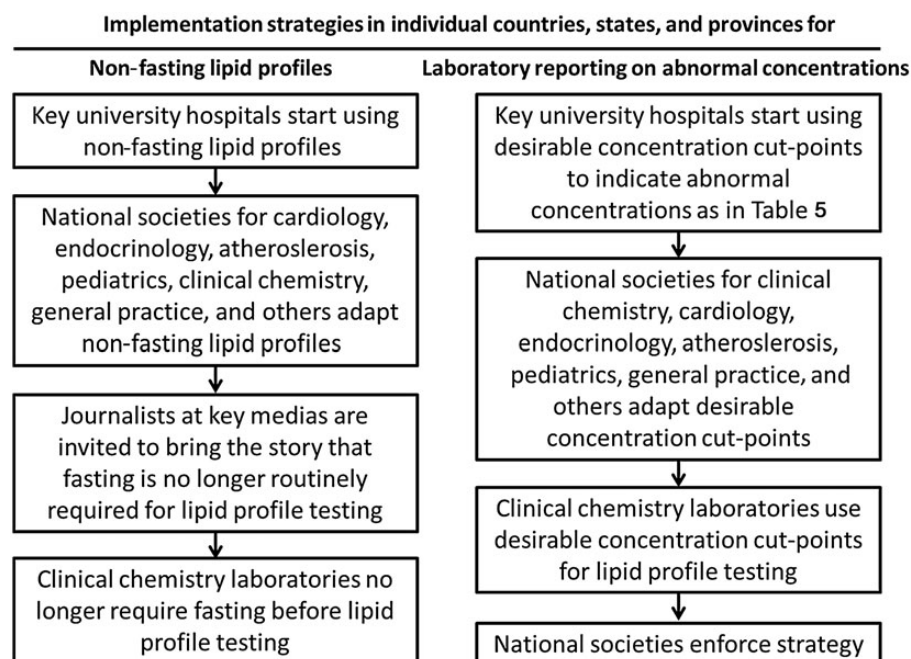 Implementation strategies in individual countries, states, and provinces for
Non-fasting lipid profiles
Key university hospitals start using
non-fasting lipid profiles
National societies for cardiology,
endocrinology, atheroslerosis,
pediatrics, clinical chemistry,
general practice, and others adapt
non-fasting lipid profiles
Journalists at key medias are
invited to bring the story that
fasting is no longer routinely
required for lipid profile testing
Clinical chemistry laboratories no
longer require fasting before lipid
profile testing
Laboratory reporting on abnormal concentrations
Key university hospitals start using
desirable concentration cut-points
to indicate abnormal
concentrations as in Table 5
National societies for clinical
chemistry, cardiology,
endocrinology, atheroslerosis,
pediatrics, general practice, and
others adapt desirable
concentration cut-points
Clinical chemistry laboratories use
desirable concentration cut-points
for lipid profile testing
National societies enforce strategy